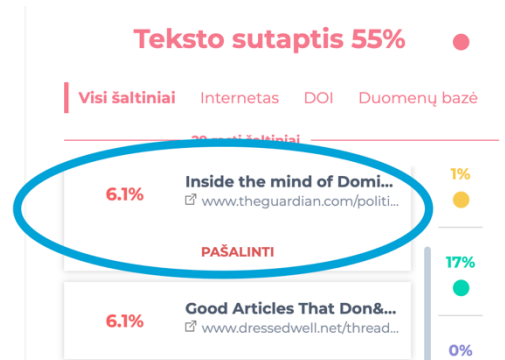 Teksto sutaptis 55%
Visi šaltiniai Internetas DOI Duomenų bazė
šaltiniai
6.1% Inside the mind of Domi...
www.theguardian.com/politi...
PAŠALINTI
1%
17%
6.1% Good Articles That Don&...
www.dressedwell.net/thread...
0%